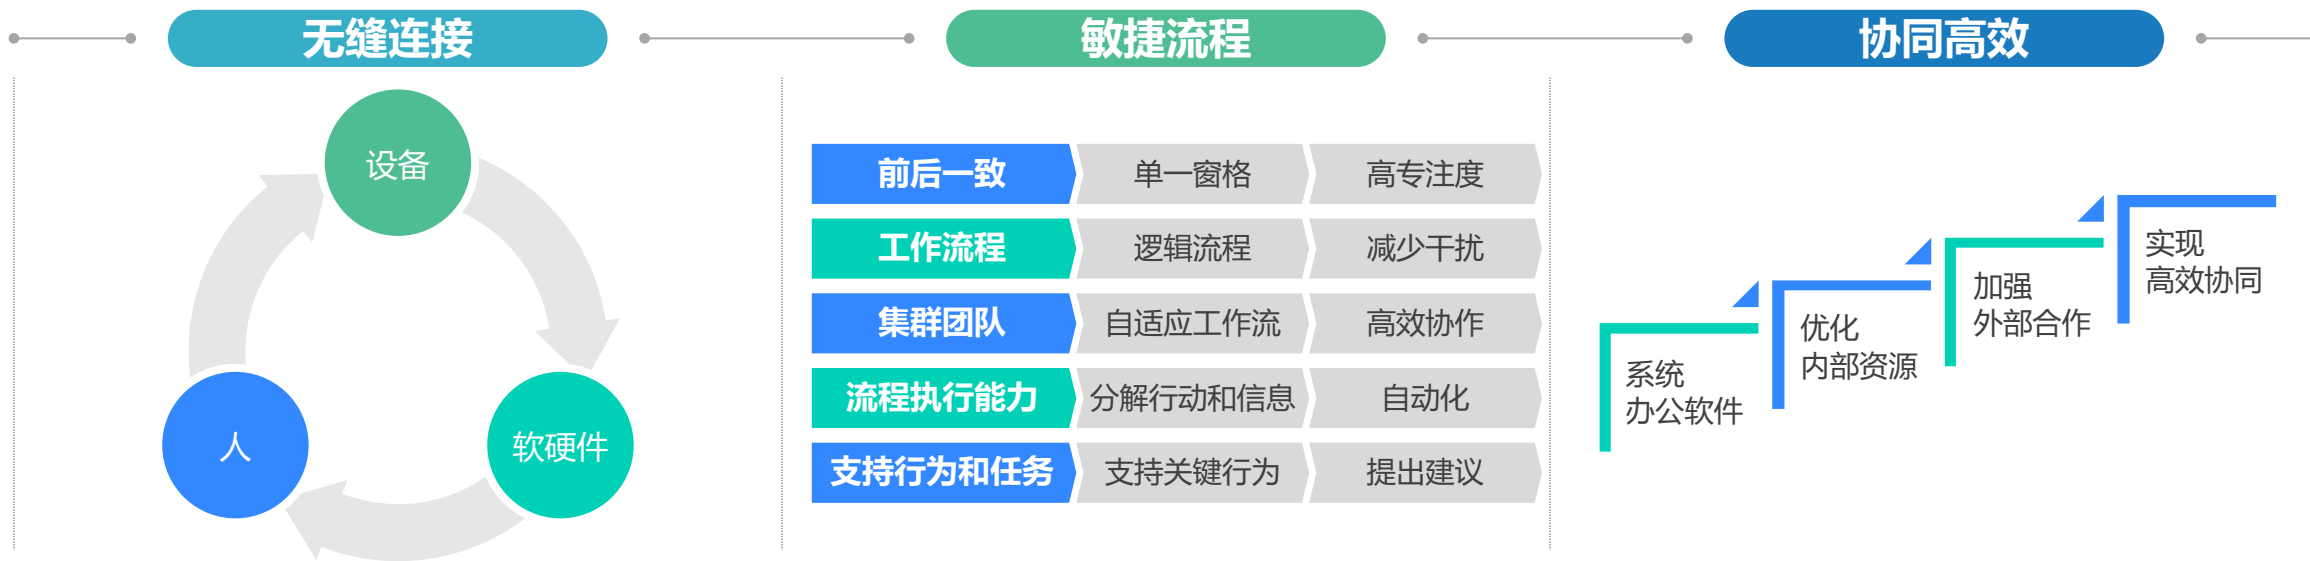 无缝连接
敏捷流程
协同高效
设备
人
软硬件
前后一致
单一窗格
高专注度
工作流程
逻辑流程
减少干扰
集群团队
自适应工作流
高效协作
流程执行能力
分解行动和信息
自动化
支持行为和任务
支持关键行为
提出建议
系统
办公软件
优化
内部资源
加强
外部合作
实现
高效协同